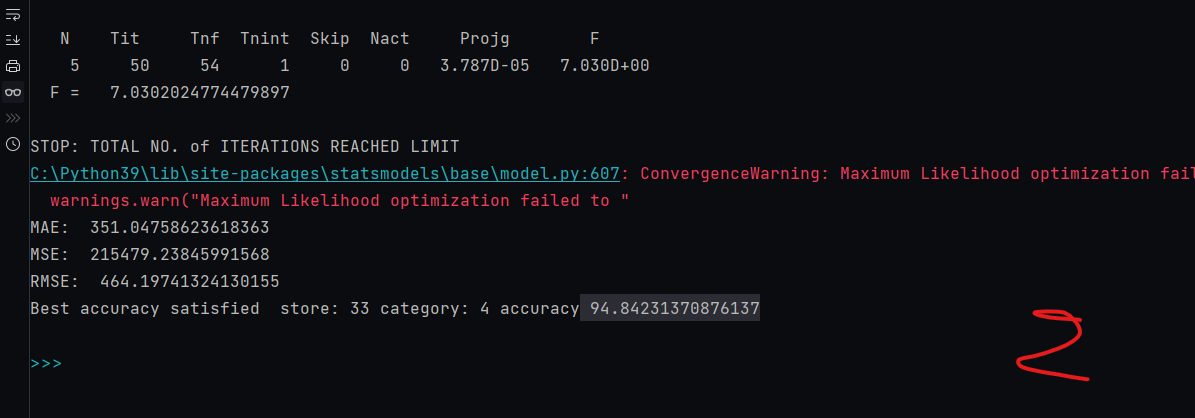 N Tit Tnf Tnint Skip Nact Projg F
5 50 54 1 0 0 3.787D-05 7.030D+00
F = 7.0302024774479897
STOP: TOTAL NO. of ITERATIONS REACHED LIMIT
C:\Python39\lib\site-packages\statsmodels\base\model.py:607: ConvergenceWarning: Maximum Likelihood optimization fail
warnings.warn("Maximum Likelihood optimization failed to "
MAE: 351.04758623618363
MSE: 215479.23845991568
RMSE: 464.19741324130155
Best accuracy satisfied store: 33 category: 4 accuracy 94.84231370876137
2
>>>